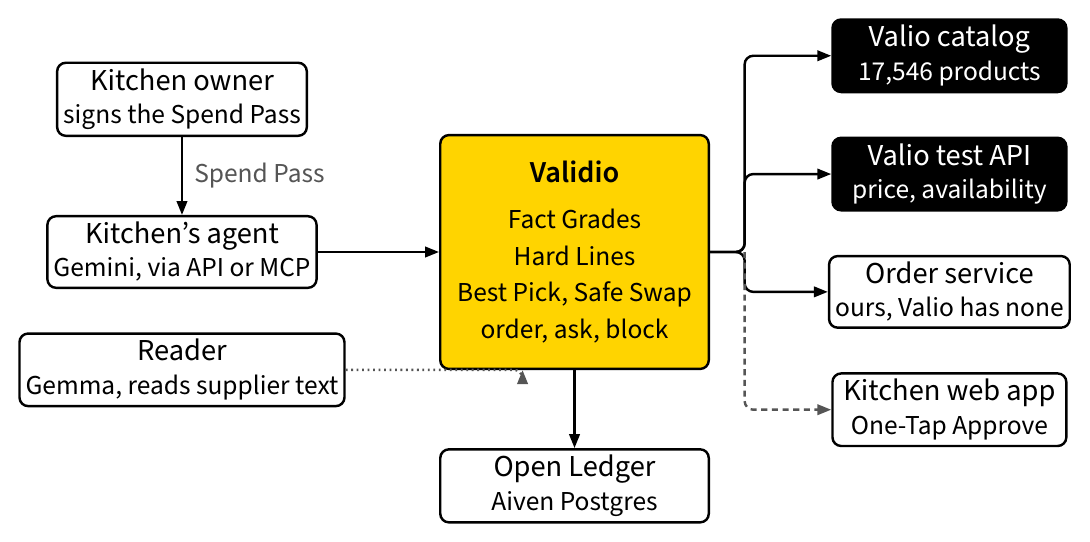 Kitchen owner
signs the Spend Pass
Spend Pass
Kitchen’s agent
Gemini, via API or MCP
Reader
Gemma, reads supplier text
Validio
Fact Grades
Hard Lines
Best Pick, Safe Swap
order, ask, block
Open Ledger
Aiven Postgres
Valio catalog
17,546 products
Valio test API
price, availability
Order service
ours, Valio has none
Kitchen web app
One-Tap Approve